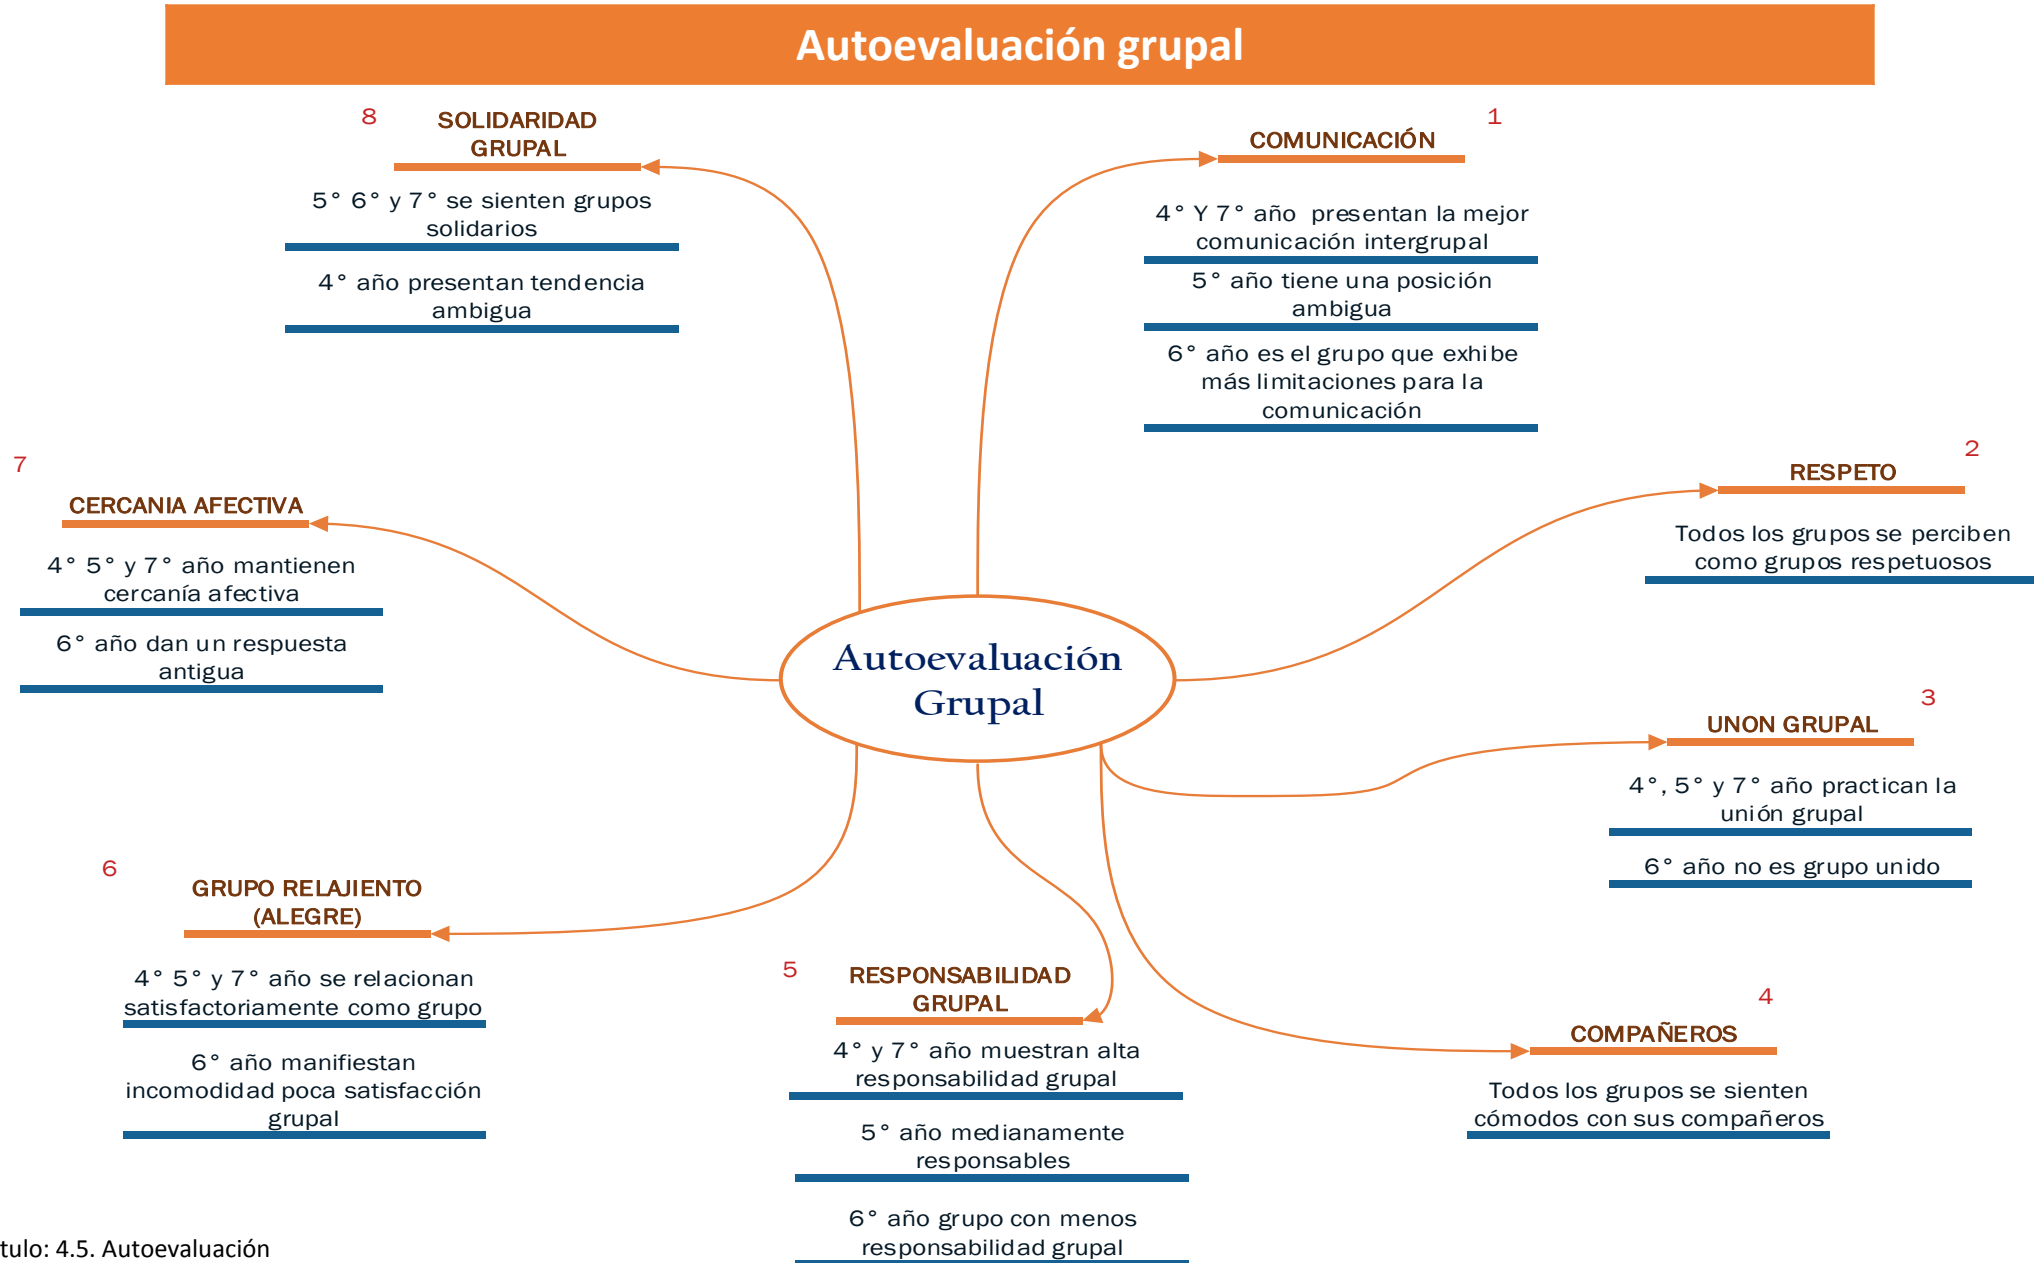 Autoevaluación grupal
8
SOLIDARIDAD
GRUPAL
5° 6° y 7° se sienten grupos
solidarios
4° año presentan tendencia
ambigua
1
COMUNICACIÓN
4° Y 7° año presentan la mejor
comunicación intergrupal
5° año tiene una posición
ambigua
6° año es el grupo que exhibe
más limitaciones para la
comunicación
2
RESPETO
Todos los grupos se perciben
como grupos respetuosos
7
CERCANIA AFECTIVA
4° 5° y 7° año mantienen
cercanía afectiva
6° año dan un respuesta
antigua
Autoevaluación
Grupal
3
UNON GRUPAL
4°, 5° y 7° año practican la
unión grupal
6° año no es grupo unido
6
GRUPO RELAJIENTO
(ALEGRE)
4° 5° y 7° año se relacionan
satisfactoriamente como grupo
6° año manifiestan
incomodidad poca satisfacción
grupal
5
RESPONSABILIDAD
GRUPAL
4° y 7° año muestran alta
responsabilidad grupal
5° año medianamente
responsables
6° año grupo con menos
responsabilidad grupal
4
COMPAÑEROS
Todos los grupos se sienten
cómodos con sus compañeros
tulo: 4.5. Autoevaluación